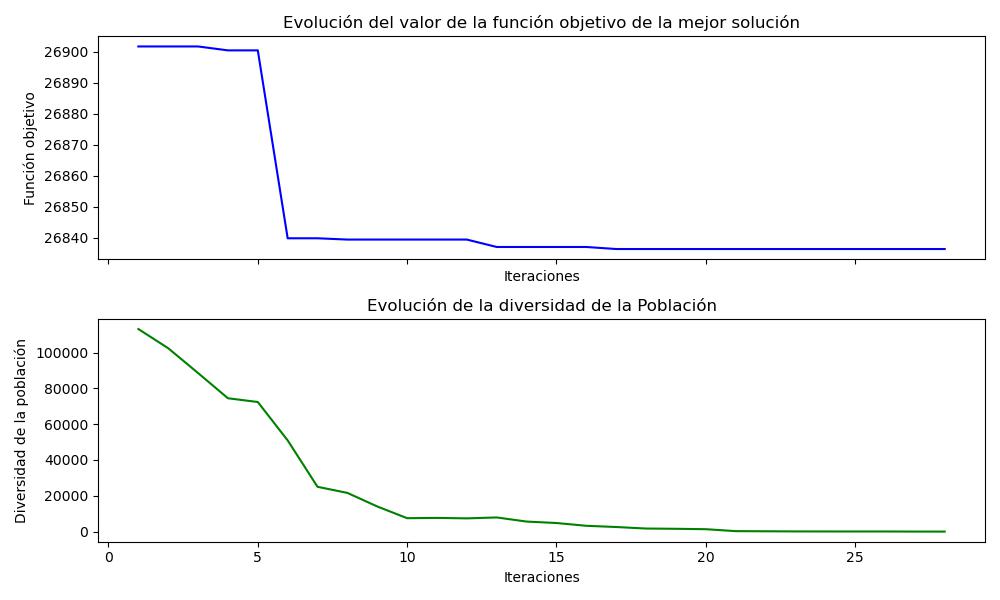 Evolución del valor de la función objetivo de la mejor solución
26900
26890
26880
26870
26860
26850
26840
Función objetivo
Iteraciones
Evolución de la diversidad de la Población
100000
80000
60000
40000
20000
0
Diversidad de la población
0 5 10 15 20 25
Iteraciones